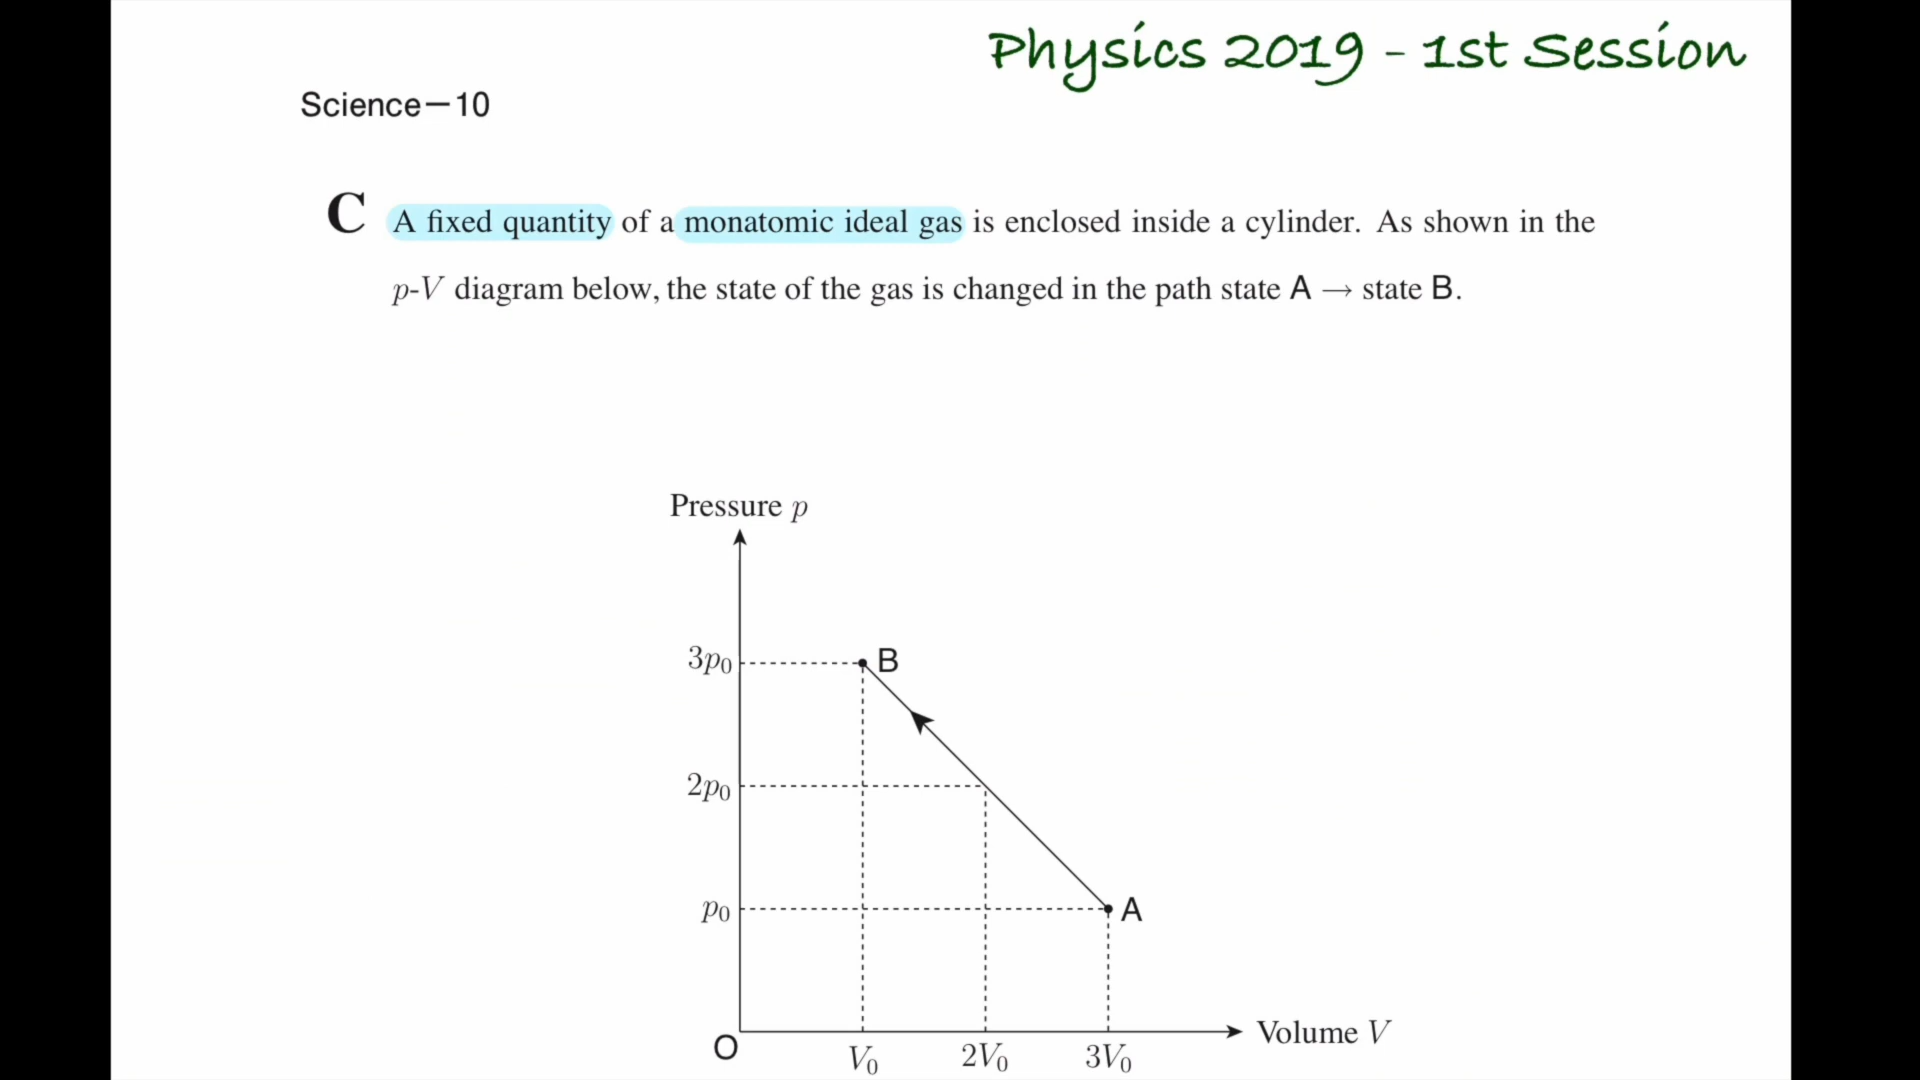 Physics 2019 - 1st Session
Science－10
C A fixed quantity of a monatomic ideal gas is enclosed inside a cylinder. As shown in the
p-V diagram below, the state of the gas is changed in the path state A → state B.
Pressure p
3p₀
B
2p₀
p₀
A
O
V₀
2V₀
3V₀
Volume V